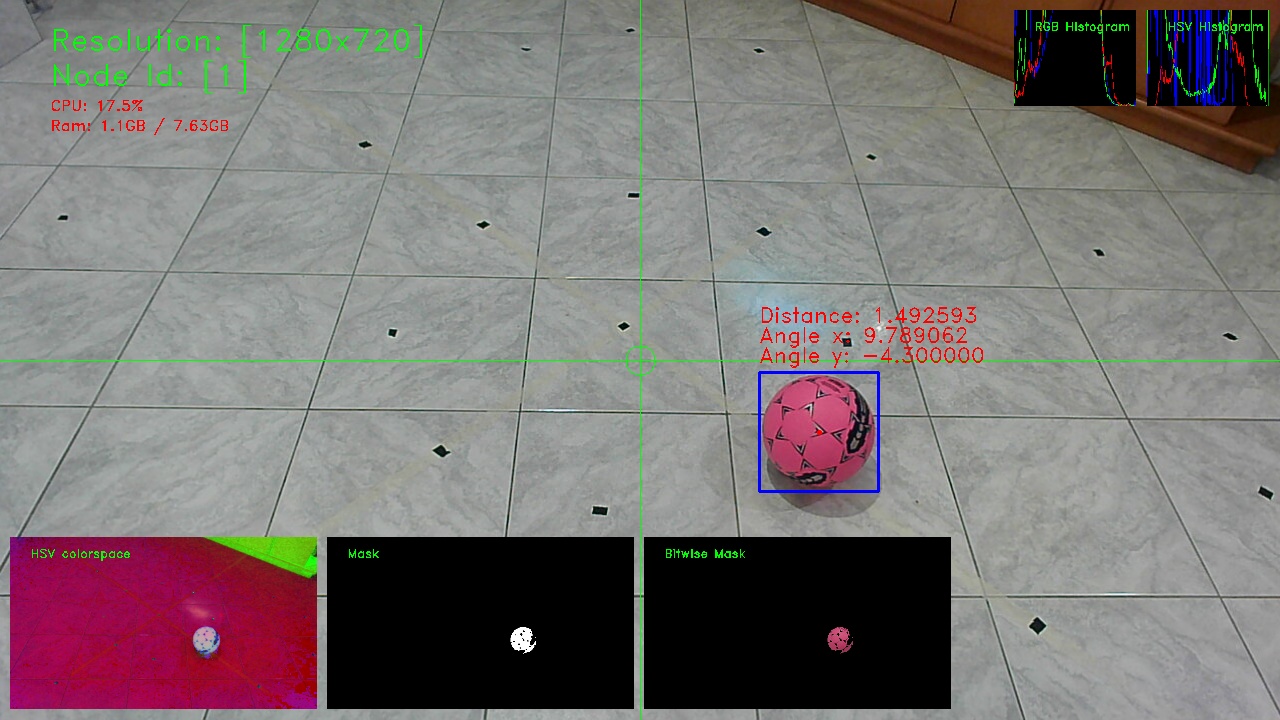 Resolution: [1280x720]
Node Id: [1]
CPU: 17.5%
Ram: 1.1GB / 7.63GB
RGB Histogram
HSV Histogram
Distance: 1.492593
Angle x: 9.789062
Angle y: -4.300000
HSV colorspace
Mask
Bitwise Mask